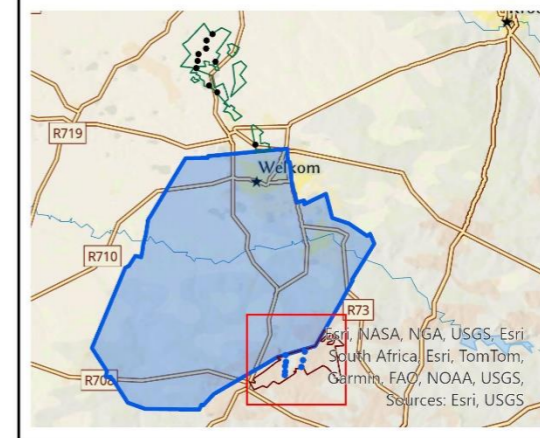 R719
Welkom
R710
R73
Esri, NASA, NGA, USGS, Esri
South Africa, Esri, TomTom,
Garmin, FAO, NOAA, USGS,
Sources: Esri, USGS